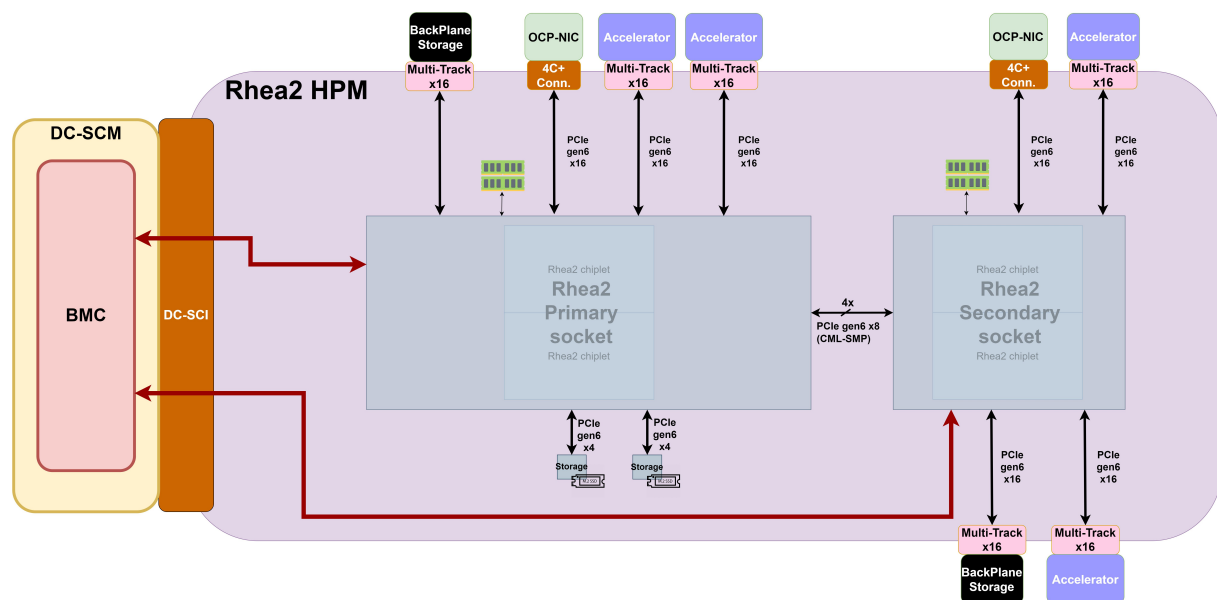 BackPlane
Storage
Multi-Track
x16
OCP-NIC
4C+
Conn.
Accelerator
Multi-Track
x16
Accelerator
Multi-Track
x16
OCP-NIC
4C+
Conn.
Accelerator
Multi-Track
x16
Rhea2 HPM
PCIe
gen6
x16
PCIe
gen6
x16
PCIe
gen6
x16
PCIe
gen6
x16
PCIe
gen6
x16
DC-SCM
BMC
DC-SCI
Rhea2 chiplet
Rhea2
Primary
socket
Rhea2 chiplet
4x
PCIe gen6 x8
(CML-SMP)
Rhea2 chiplet
Rhea2
Secondary
socket
Rhea2 chiplet
PCIe
gen6
x4
PCIe
gen6
x4
Storage
M.2 SSD
Storage
M.2 SSD
PCIe
gen6
x16
PCIe
gen6
x16
Multi-Track
x16
BackPlane
Storage
Multi-Track
x16
Accelerator